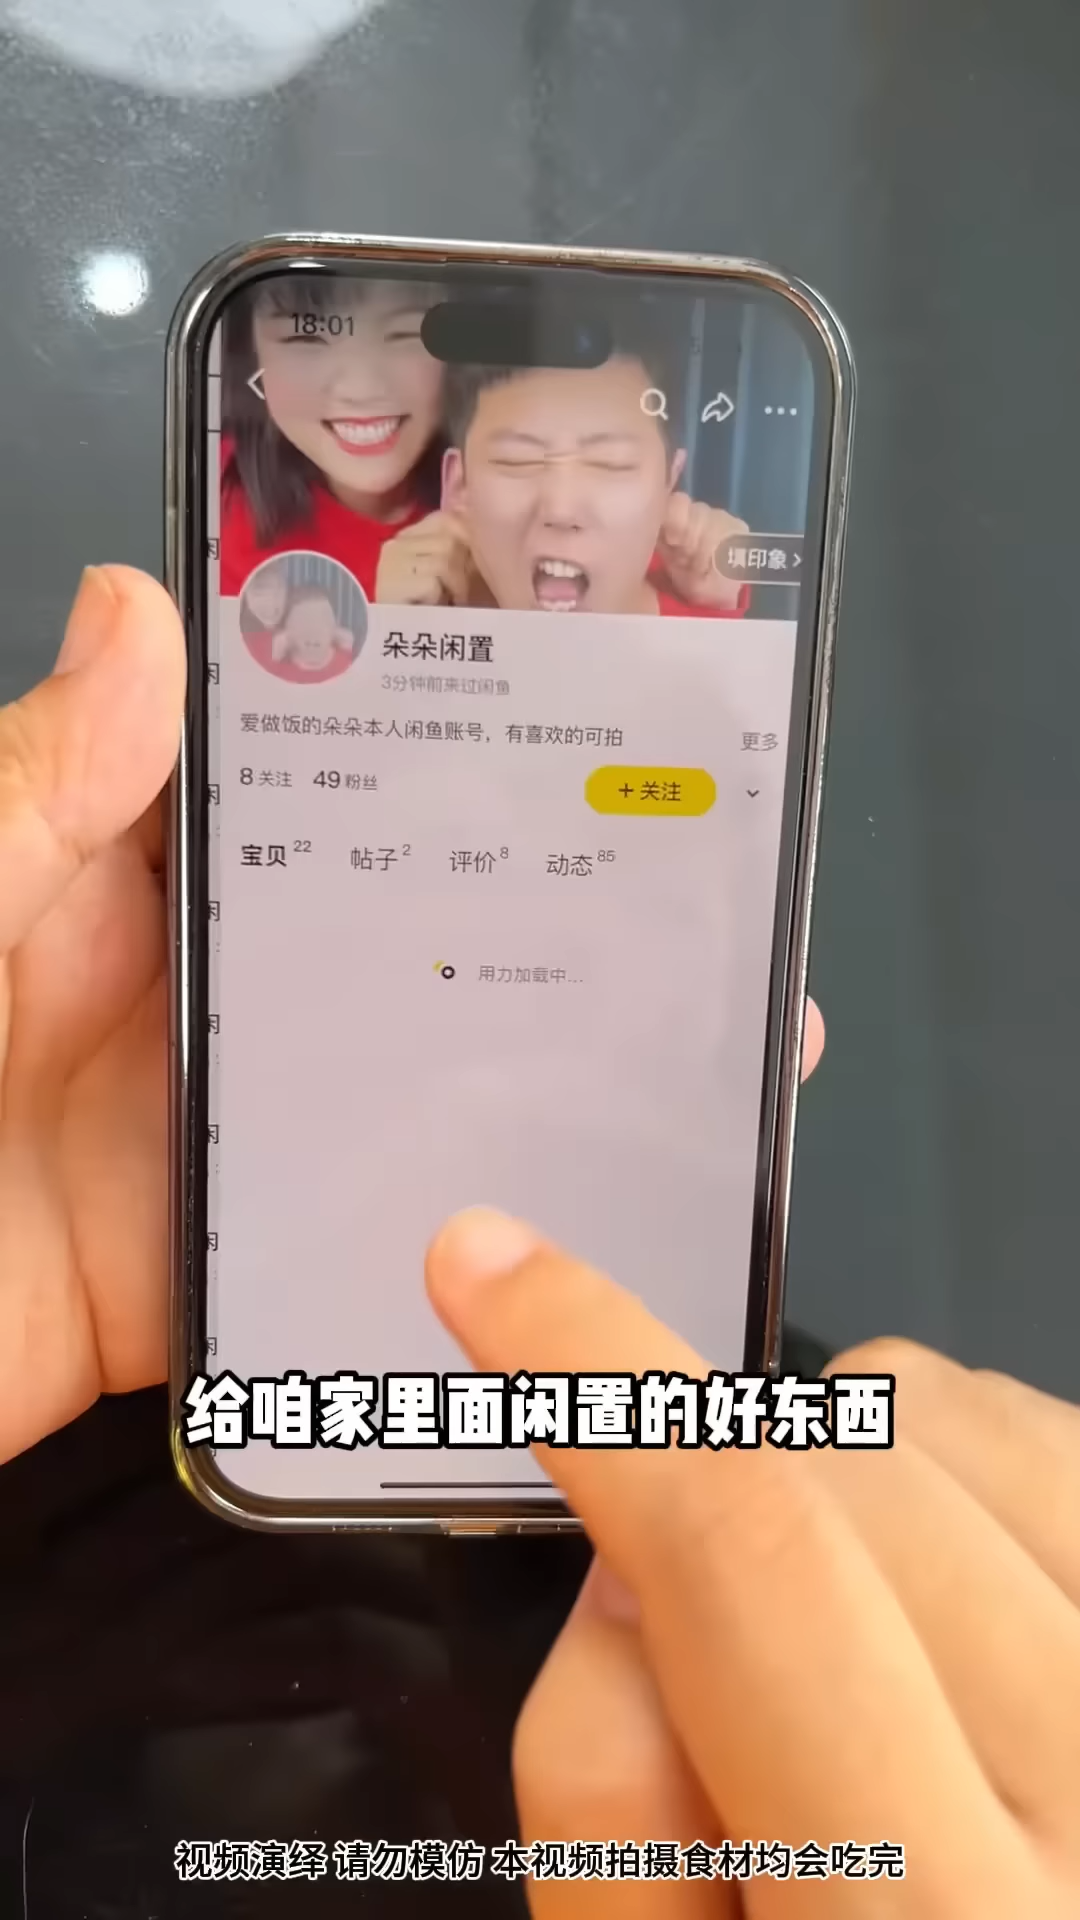 18:01
填印象 >
朵朵闲置
3分钟前来过闲鱼
爱做饭的朵朵本人闲鱼账号，有喜欢的可拍
更多
8 关注 49 粉丝
+ 关注
宝贝 22 帖子 2 评价 8 动态 85
用力加载中...
给咱家里面闲置的好东西
视频演绎 请勿模仿 本视频拍摄食材均会吃完